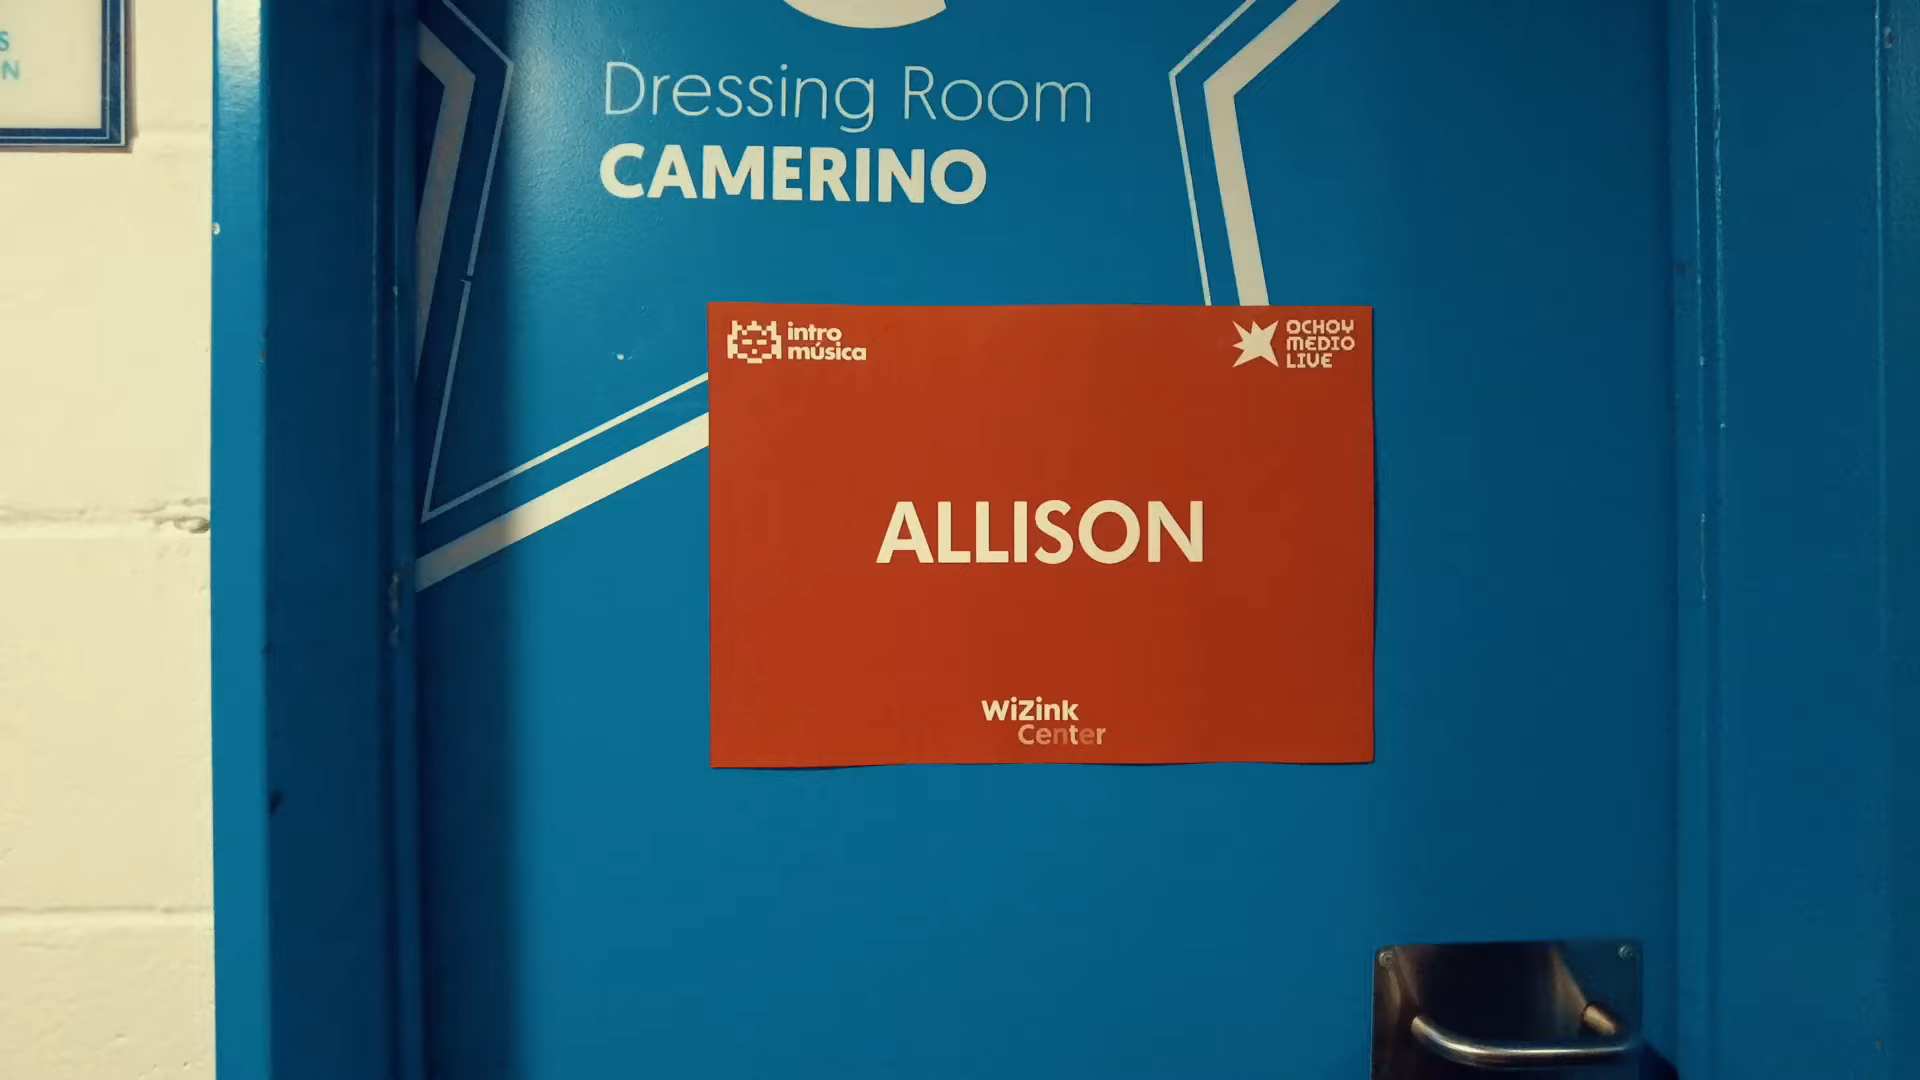 Dressing Room
CAMERINO
intro
música
OCHOY
MEDIO
LIVE
ALLISON
WiZink
Center